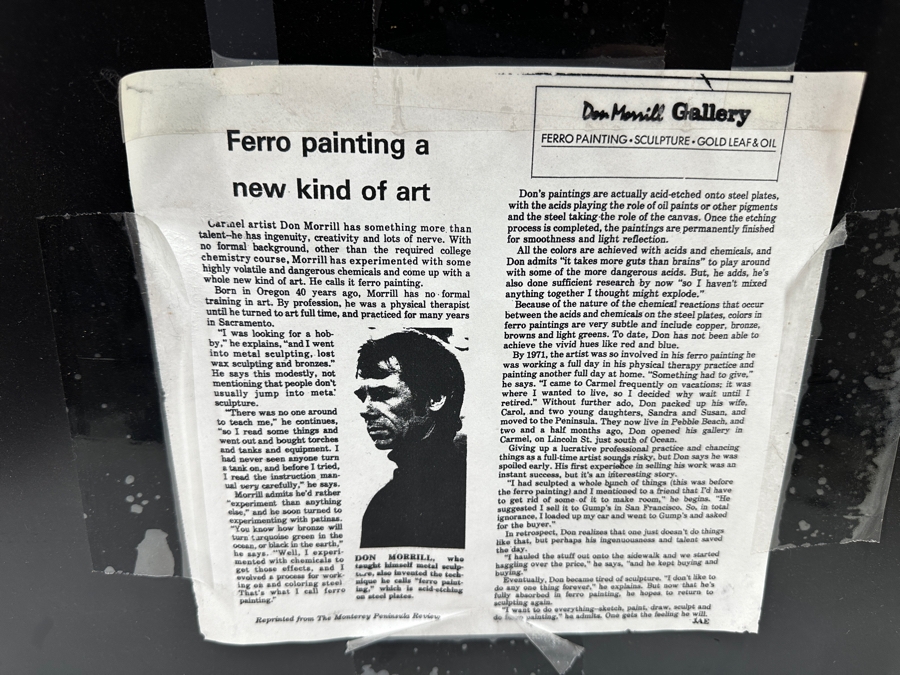 Ferro painting a
new kind of art
Carmel artist Don Morrill has something more than
talent--he has ingenuity, creativity and lots of nerve. With
no formal background, other than the required college
chemistry course, Morrill has experimented with some
highly volatile and dangerous chemicals and come up with a
whole new kind of art. He calls it ferro painting.
Born in Oregon 40 years ago, Morrill has no formal
training in art. By profession, he was a physical therapist
until he turned to art full time, and practiced for many years
in Sacramento.
"I was looking for a hob-
by," he explains, "and I went
into metal sculpting, lost
wax sculpting and bronzes."
He says this modestly, not
mentioning that people don't
usually jump into metal
sculpture.
"There was no one around
to teach me," he continues,
"so I read some things and
went out and bought torches
and tanks and equipment. I
had never seen anyone turn
a tank on, and before I tried,
I read the instruction man-
ual very carefully," he says.
Morrill admits he'd rather
"experiment than anything
else," and he soon turned to
experimenting with patinas.
"You know how bronze will
turn turquoise green in the
ocean, or black in the earth,"
he says. "Well, I experi-
mented with chemicals to
get those effects, and I
evolved a process for work-
ing on and coloring steel
That's what I call ferro
painting."
DON MORRILL, who
taught himself metal sculp-
ture, also invented the tech-
nique he calls "ferro paint-
ing," which is acid-etching
on steel plates.
Reprinted from The Monterey Peninsula Review
Don Morrill Gallery
FERRO PAINTING • SCULPTURE • GOLD LEAF & OIL
Don's paintings are actually acid-etched onto steel plates,
with the acids playing the role of oil paints or other pigments
and the steel taking the role of the canvas. Once the etching
process is completed, the paintings are permanently finished
for smoothness and light reflection.
All the colors are achieved with acids and chemicals, and
Don admits "it takes more guts than brains" to play around
with some of the more dangerous acids. But, he adds, he's
also done sufficient research by now "so I haven't mixed
anything together I thought might explode."
Because of the nature of the chemical reactions that occur
between the acids and chemicals on the steel plates, colors in
ferro paintings are very subtle and include copper, bronze,
browns and light greens. To date, Don has not been able to
achieve the vivid hues like red and blue.
By 1971, the artist was so involved in his ferro painting he
was working a full day in his physical therapy practice and
painting another full day at home. "Something had to give,"
he says. "I came to Carmel frequently on vacations; it was
where I wanted to live, so I decided why wait until I
retired." Without further ado, Don packed up his wife,
Carol, and two young daughters, Sandra and Susan, and
moved to the Peninsula. They now live in Pebble Beach, and
two and a half months ago, Don opened his gallery in
Carmel, on Lincoln St. just south of Ocean.
Giving up a lucrative professional practice and chancing
things as a full-time artist sounds risky, but Don says he was
spoiled early. His first experience in selling his work was an
instant success, but it's an interesting story.
"I had sculpted a whole bunch of things (this was before
the ferro painting) and I mentioned to a friend that I'd have
to get rid of some of it to make room," he begins. "He
suggested I sell it to Gump's in San Francisco. So, in total
ignorance, I loaded up my car and went to Gump's and asked
for the buyer."
In retrospect, Don realizes that one just doesn't do things
like that, but perhaps his ingenuousness and talent saved
the day.
"I hauled the stuff out onto the sidewalk and we started
haggling over the price," he says, "and he kept buying and
buying."
Eventually, Don became tired of sculpture. "I don't like to
do any one thing forever," he explains. But now that he's
fully absorbed in ferro painting, he hopes to return to
sculpting again.
"I want to do everything--sketch, paint, draw, sculpt and
do ferro painting," he admits. One gets the feeling he will.
JAE